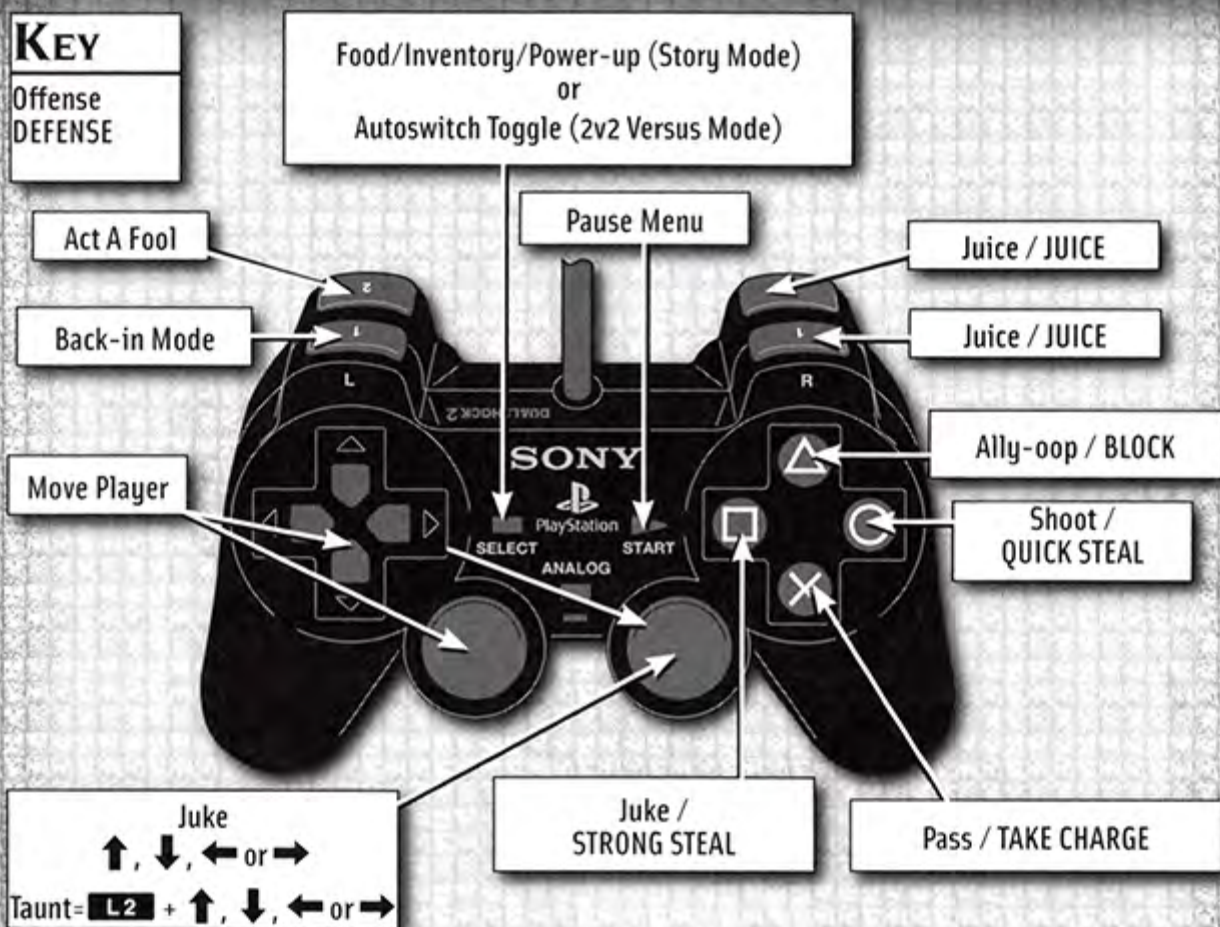 KEY
Offense
DEFENSE
Food/Inventory/Power-up (Story Mode)
or
Autoswitch Toggle (2v2 Versus Mode)
Act A Fool
Pause Menu
Juice / JUICE
Back-in Mode
Juice / JUICE
2
1
1
L
R
DUALSHOCK 2
Ally-oop / BLOCK
SONY
Move Player
PlayStation
SELECT
START
ANALOG
Shoot /
QUICK STEAL
Juke
↑, ↓, ← or →
Taunt= L2 + ↑, ↓, ← or →
Juke /
STRONG STEAL
Pass / TAKE CHARGE